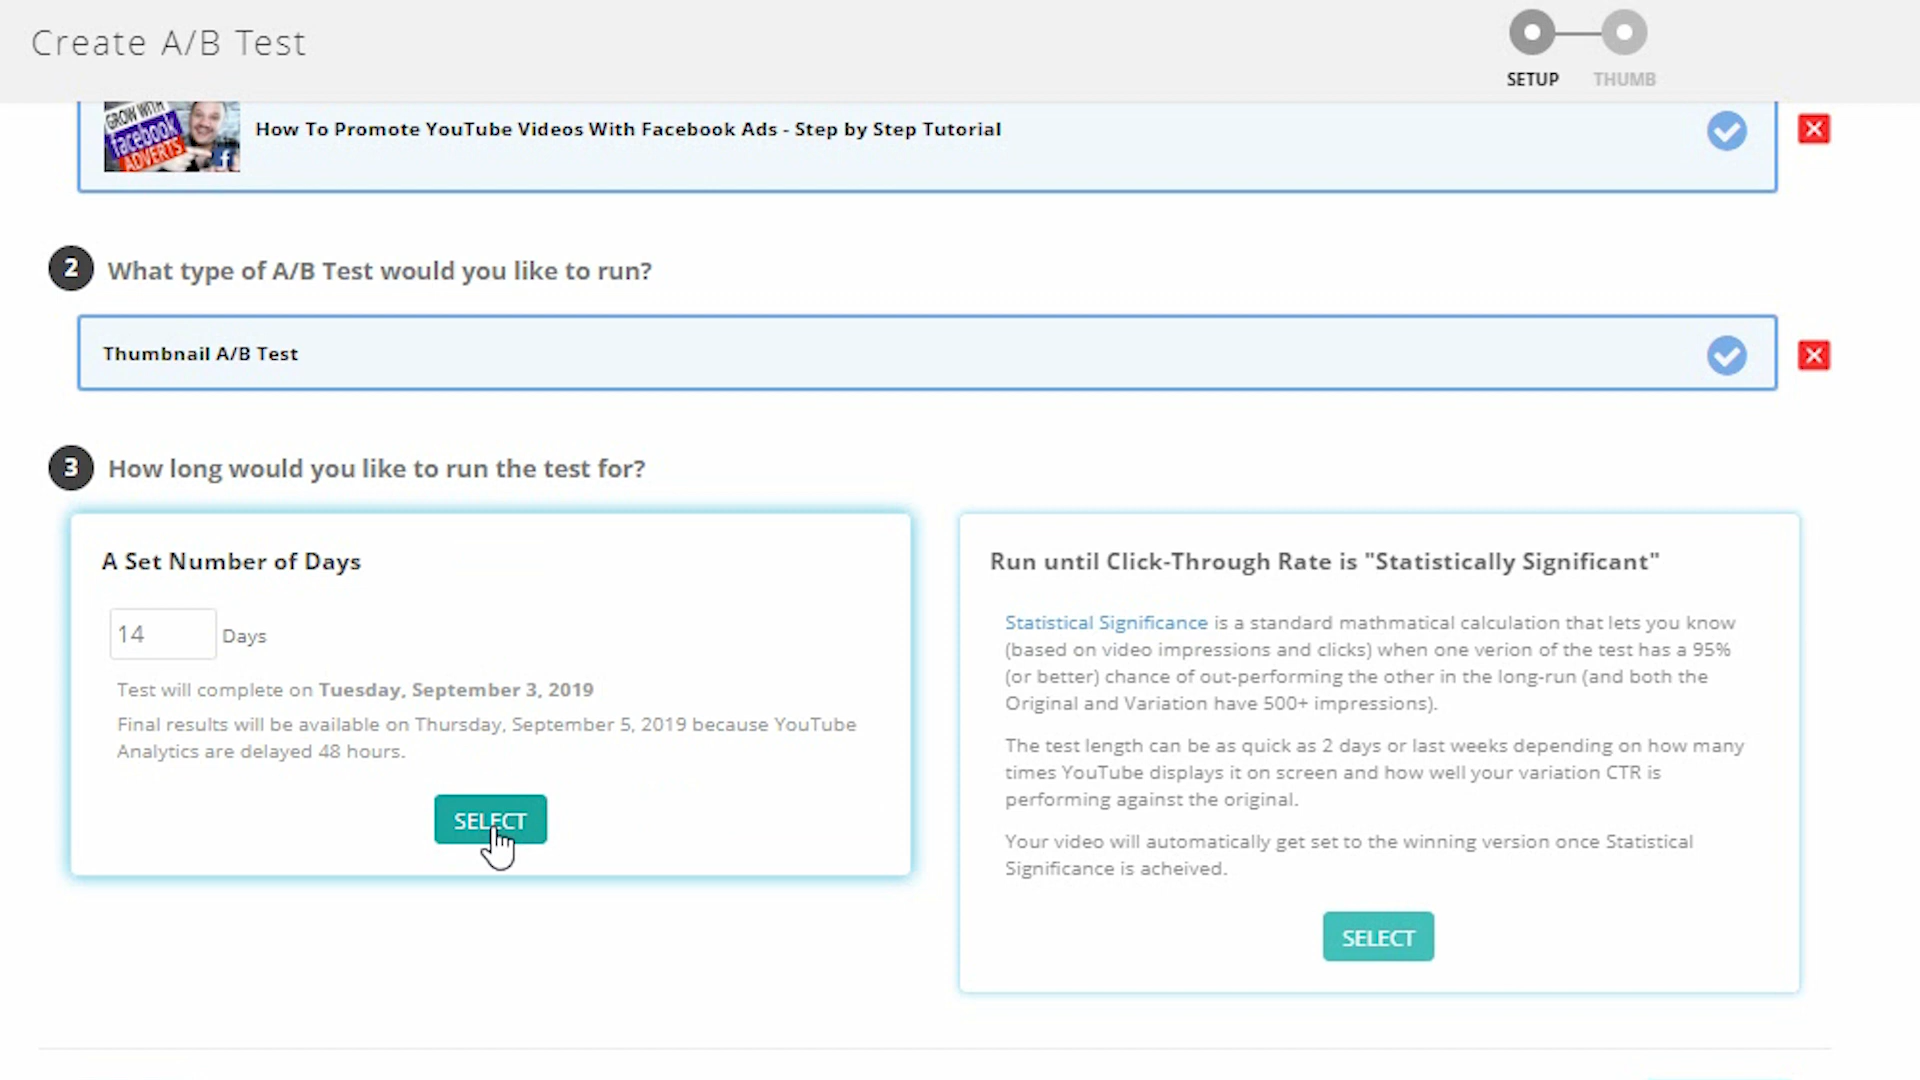 Create A/B Test
SETUP
THUMB
GROW WITH
facebook
ADVERTS
f
How To Promote YouTube Videos With Facebook Ads - Step by Step Tutorial
2
What type of A/B Test would you like to run?
Thumbnail A/B Test
3
How long would you like to run the test for?
A Set Number of Days
14
Days
Test will complete on Tuesday, September 3, 2019
Final results will be available on Thursday, September 5, 2019 because YouTube
Analytics are delayed 48 hours.
SELECT
Run until Click-Through Rate is "Statistically Significant"
Statistical Significance is a standard mathmatical calculation that lets you know
(based on video impressions and clicks) when one verion of the test has a 95%
(or better) chance of out-performing the other in the long-run (and both the
Original and Variation have 500+ impressions).
The test length can be as quick as 2 days or last weeks depending on how many
times YouTube displays it on screen and how well your variation CTR is
performing against the original.
Your video will automatically get set to the winning version once Statistical
Significance is acheived.
SELECT